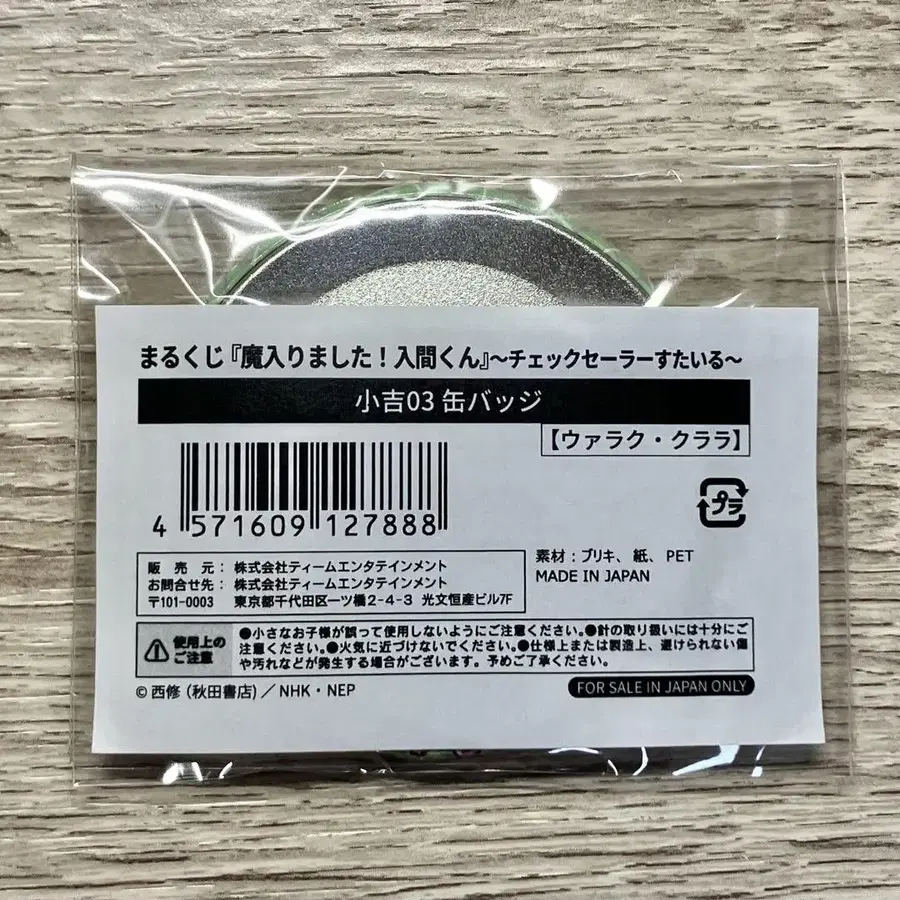 まるくじ『魔入りました！入間くん』～チェックセーラーすたいる～
小吉03 缶バッジ
【ウァラク・クララ】
4 571609 127888
プラ
販売元： 株式会社ティームエンタテインメント
お問合せ先： 株式会社ティームエンタテインメント
〒101-0003 東京都千代田区一ツ橋2-4-3 光文恒産ビル7F
素材：ブリキ、紙、PET
MADE IN JAPAN
使用上の
ご注意
●小さなお子様が誤って使用しないようにご注意ください。●針の取り扱いには十分にご
注意ください。●火気に近づけないでください。●仕様上または製造上、避けられない傷
や汚れなどが発生する場合がございます。予めご了承ください。
© 西修（秋田書店）／NHK・NEP
FOR SALE IN JAPAN ONLY